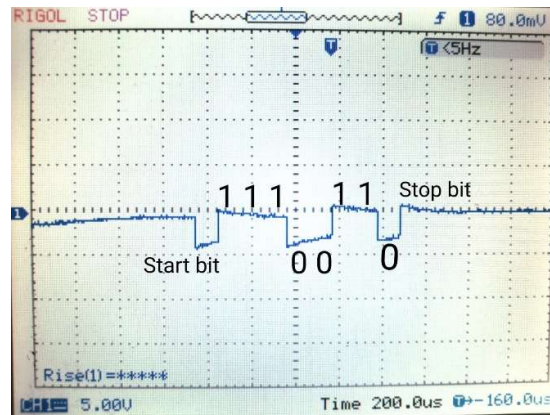 RIGOL STOP 1 80.0mV
T <5Hz
T
1 1 1 1 1 Stop bit
1
Start bit 0 0 0
Rise(1)=*****
CH1 5.00V Time 200.0us T→-160.0us